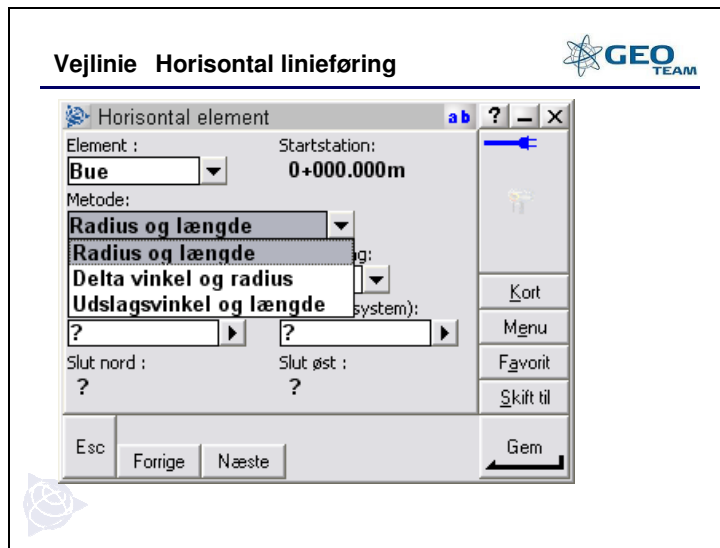 Vejlinie Horisontal linieføring
GEO
TEAM
Horisontal element
ab ? – ×
Element : Startstation:
Bue 0+000.000m
Metode:
Radius og længde
Radius og længde
Delta vinkel og radius
Udslagsvinkel og længde
system):
? ?
Slut nord : Slut øst :
? ?
Kort
Menu
Favorit
Skift til
Esc Forrige Næste Gem